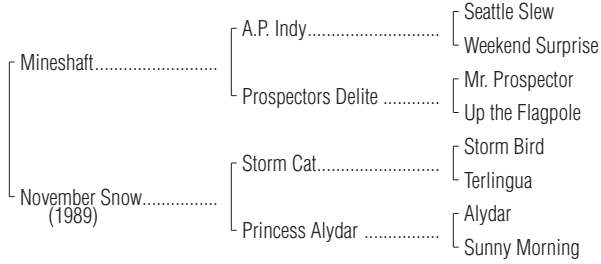 Seattle Slew
A.P. Indy............................
Weekend Surprise
Mineshaft..........................
Mr. Prospector
Prospectors Delite ............
Up the Flagpole
Storm Bird
Storm Cat..........................
Terlingua
November Snow................
(1989)
Alydar
Princess Alydar ................
Sunny Morning